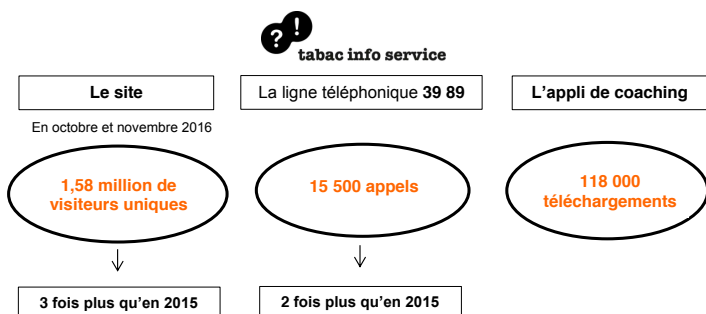 ? !
tabac info service
Le site
La ligne téléphonique 39 89
L'appli de coaching
En octobre et novembre 2016
1,58 million de
visiteurs uniques
15 500 appels
118 000
téléchargements
3 fois plus qu'en 2015
2 fois plus qu'en 2015